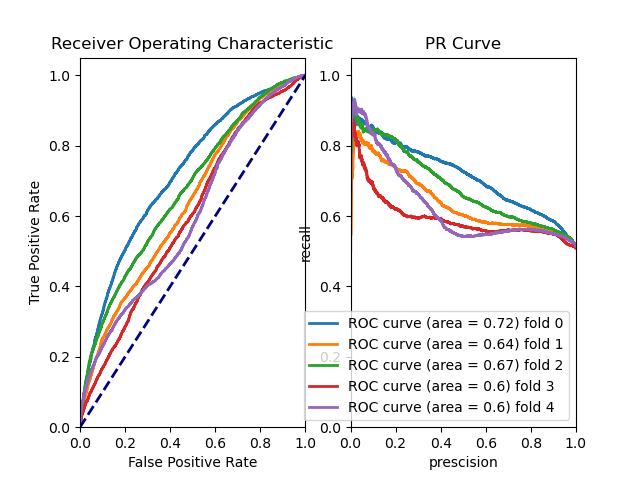 Receiver Operating Characteristic
PR Curve
1.0
0.8
0.6
0.4
0.2
0.0
True Positive Rate
0.0 0.2 0.4 0.6 0.8 1.0
False Positive Rate
1.0
0.8
0.6
0.4
0.2
0.0
recall
0.0 0.2 0.4 0.6 0.8 1.0
prescision
ROC curve (area = 0.72) fold 0
ROC curve (area = 0.64) fold 1
ROC curve (area = 0.67) fold 2
ROC curve (area = 0.6) fold 3
ROC curve (area = 0.6) fold 4